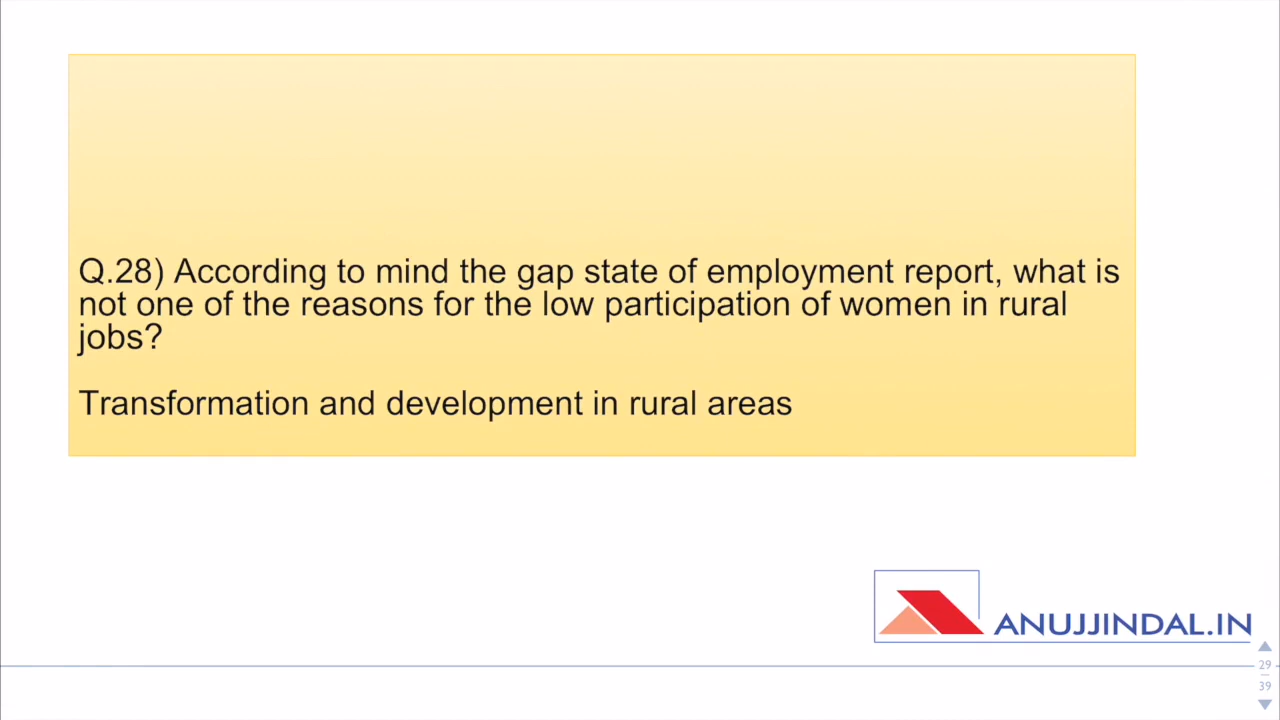 Q.28) According to mind the gap state of employment report, what is
not one of the reasons for the low participation of women in rural
jobs?
Transformation and development in rural areas
ANUJJINDAL.IN
29
39